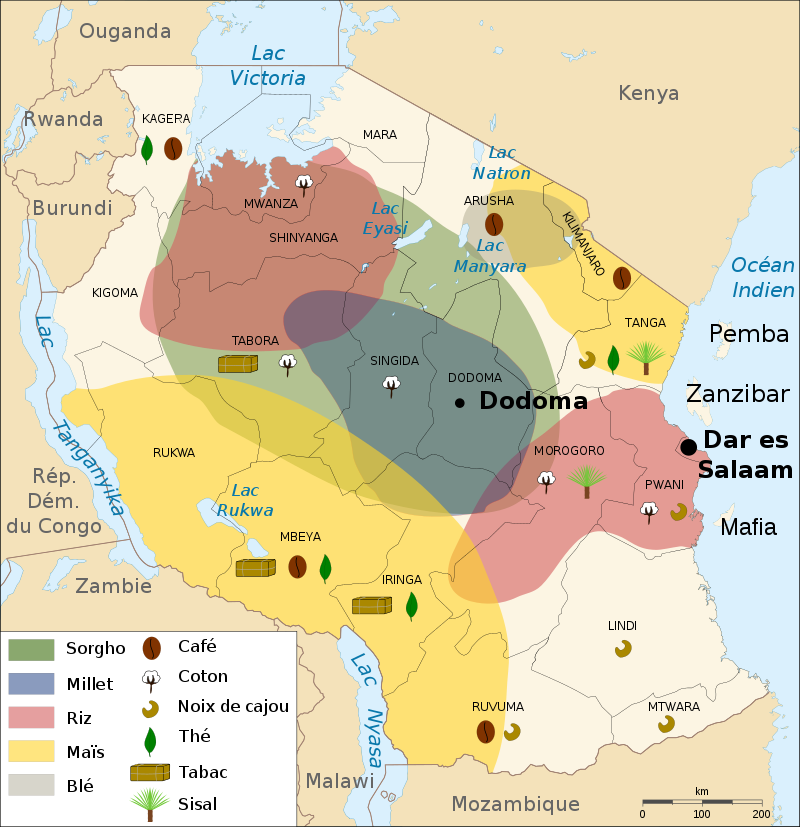 Ouganda
Lac
Victoria
Kenya
Rwanda
KAGERA
MARA
Lac
Natron
Burundi
MWANZA
ARUSHA
Lac
Eyasi
SHINYANGA
KILIMANJARO
Lac
Manyara
Océan
Indien
KIGOMA
Lac
Tanganyika
TANGA
Pemba
TABORA
SINGIDA
DODOMA
Dodoma
Zanzibar
Dar es
Salaam
RUKWA
MOROGORO
PWANI
Rép.
Dém.
du Congo
Lac
Rukwa
Mafia
MBEYA
IRINGA
Zambie
LINDI
Lac
Nyasa
RUVUMA
MTWARA
Malawi
Mozambique
Sorgho
Millet
Riz
Maïs
Blé
Café
Coton
Noix de cajou
Thé
Tabac
Sisal
km
0 100 200